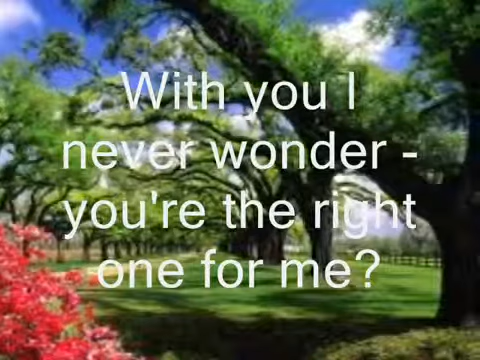 With you I
never wonder -
you're the right
one for me?